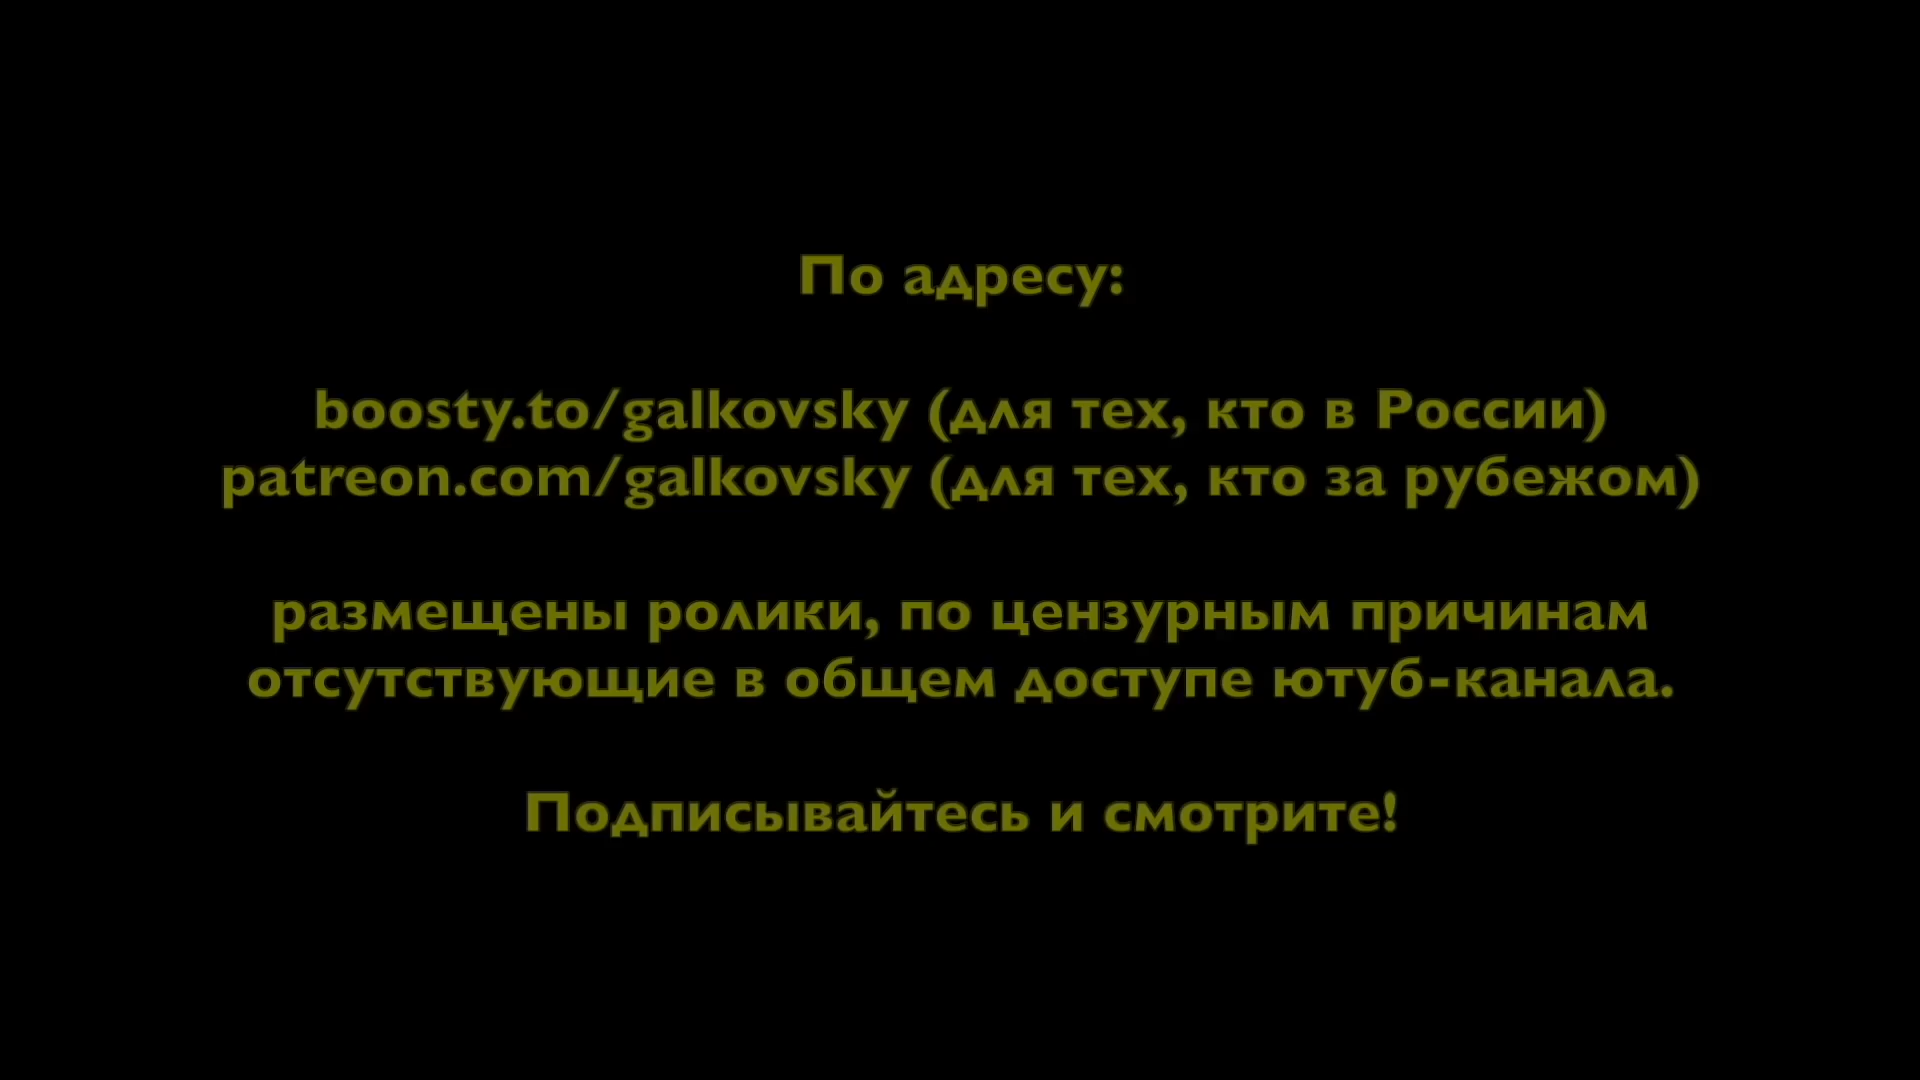 По адресу:
boosty.to/galkovsky (для тех, кто в России)
patreon.com/galkovsky (для тех, кто за рубежом)
размещены ролики, по цензурным причинам
отсутствующие в общем доступе ютуб-канала.
Подписывайтесь и смотрите!